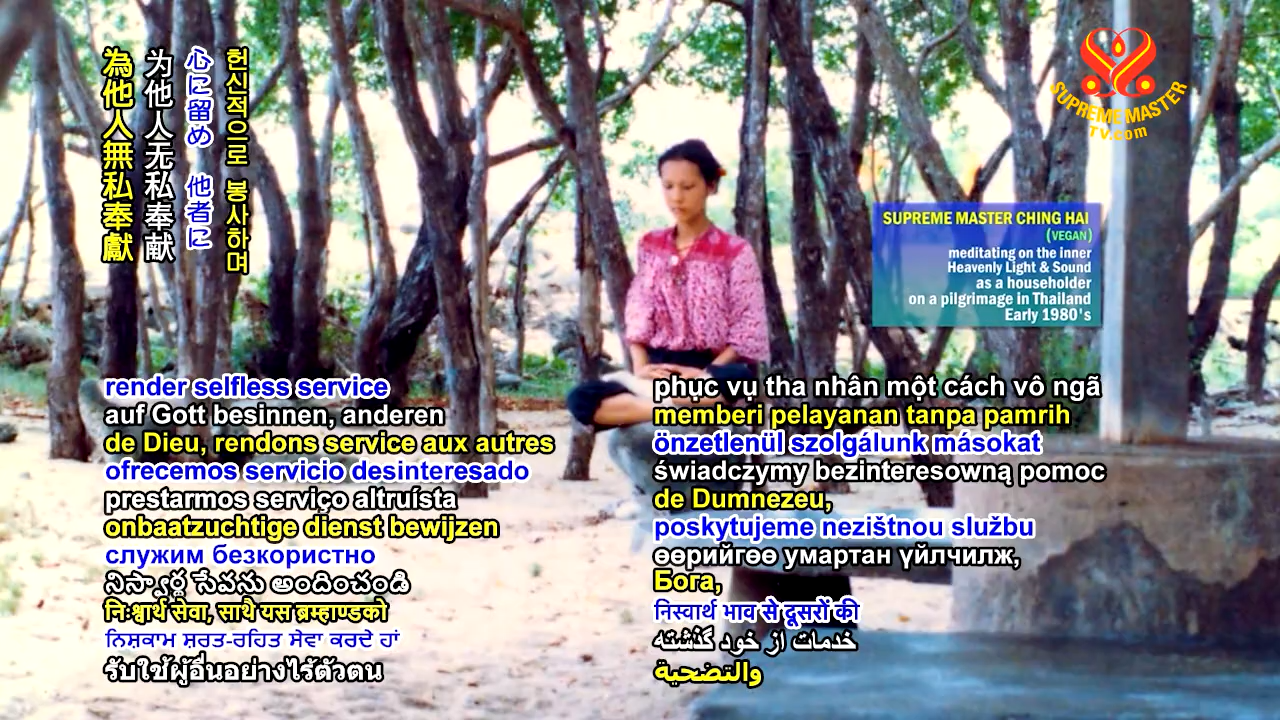 為他人無私奉獻
为他人无私奉献
心に留め 他者に
헌신적으로 봉사하며
SUPREME MASTER
TV.com
SUPREME MASTER CHING HAI
(VEGAN)
meditating on the inner
Heavenly Light & Sound
as a householder
on a pilgrimage in Thailand
Early 1980's
render selfless service
auf Gott besinnen, anderen
de Dieu, rendons service aux autres
ofrecemos servicio desinteresado
prestarmos serviço altruísta
onbaatzuchtige dienst bewijzen
служим безкористно
నిస్వార్థ సేవను అందించండి
निःश्वार्थ सेवा, साथै यस ब्रम्हाण्डको
ਨਿਸ਼ਕਾਮ ਸ਼ਰਤ-ਰਹਿਤ ਸੇਵਾ ਕਰਦੇ ਹਾਂ
รับใช้ผู้อื่นอย่างไร้ตัวตน
phục vụ tha nhân một cách vô ngã
memberi pelayanan tanpa pamrih
önzetlenül szolgálunk másokat
świadczymy bezinteresowną pomoc
de Dumnezeu,
poskytujeme nezištnou službu
өөрийгөө умартан үйлчилж,
Бога,
निस्वार्थ भाव से दूसरों की
خدمات از خود گذشته
والتضحية